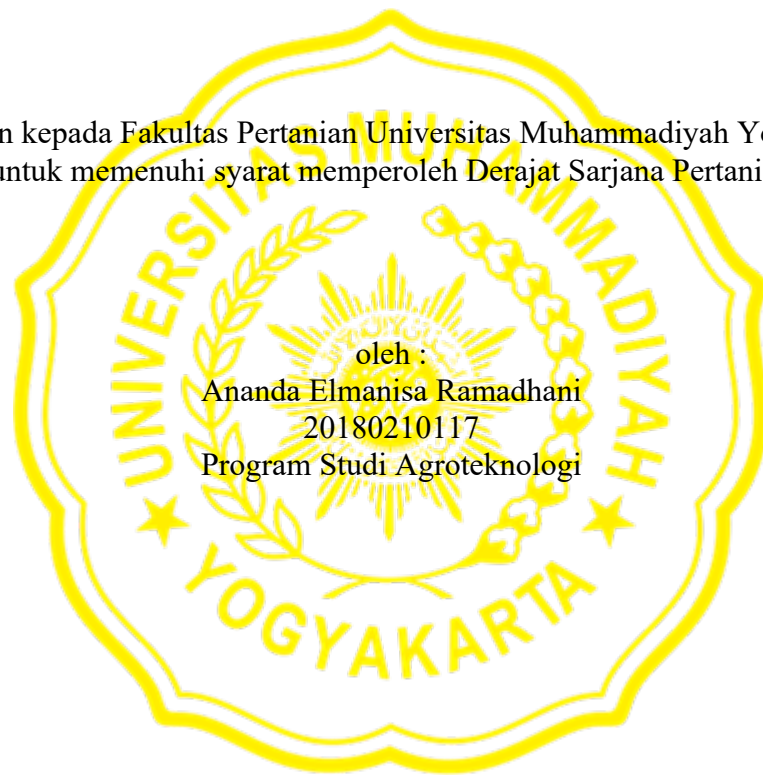 n kepada Fakultas Pertanian Universitas Muhammadiyah Yo
untuk memenuhi syarat memperoleh Derajat Sarjana Pertani
oleh :
Ananda Elmanisa Ramadhani
20180210117
Program Studi Agroteknologi
UNIVERSITAS MUHAMMADIYAH
YOGYAKARTA